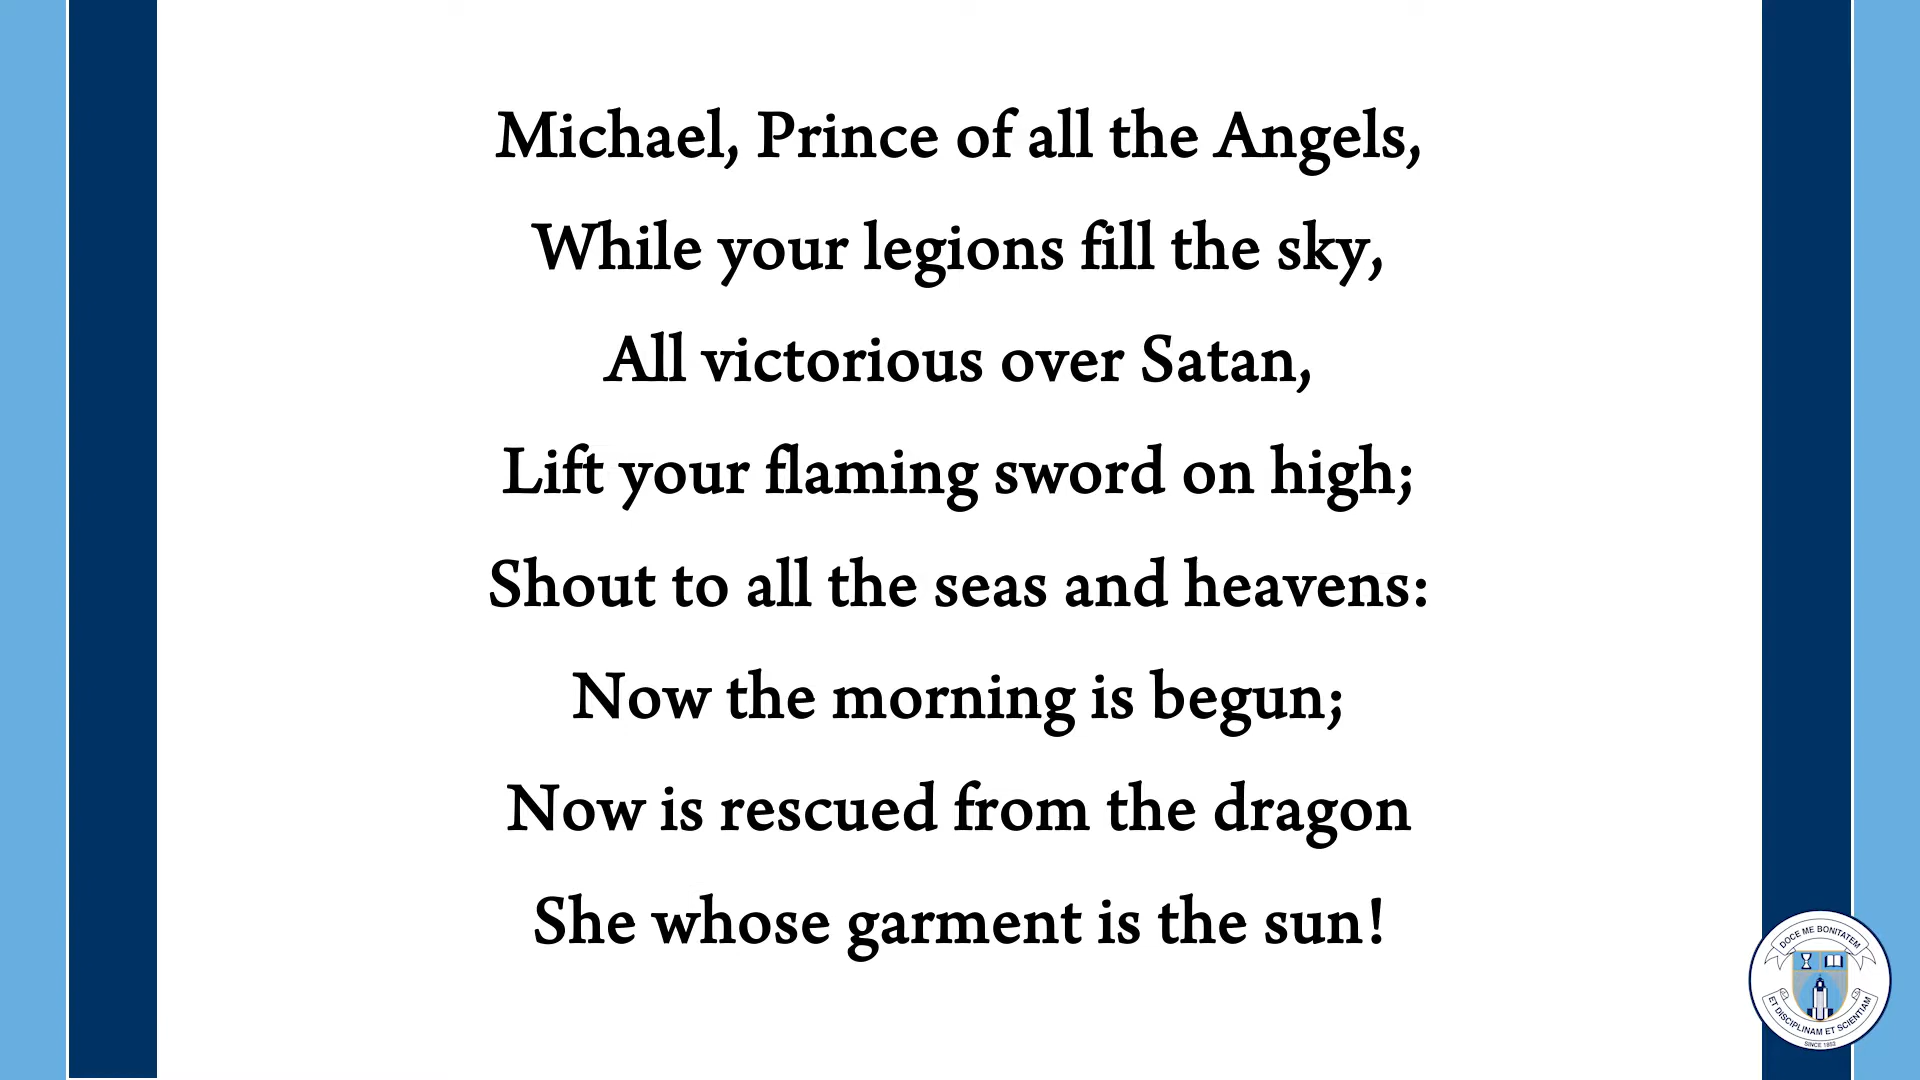 Michael, Prince of all the Angels,
While your legions fill the sky,
All victorious over Satan,
Lift your flaming sword on high;
Shout to all the seas and heavens:
Now the morning is begun;
Now is rescued from the dragon
She whose garment is the sun!
DOCE ME BONITATEM
ET DISCIPLINAM ET SCIENTIAM
SINCE 1852